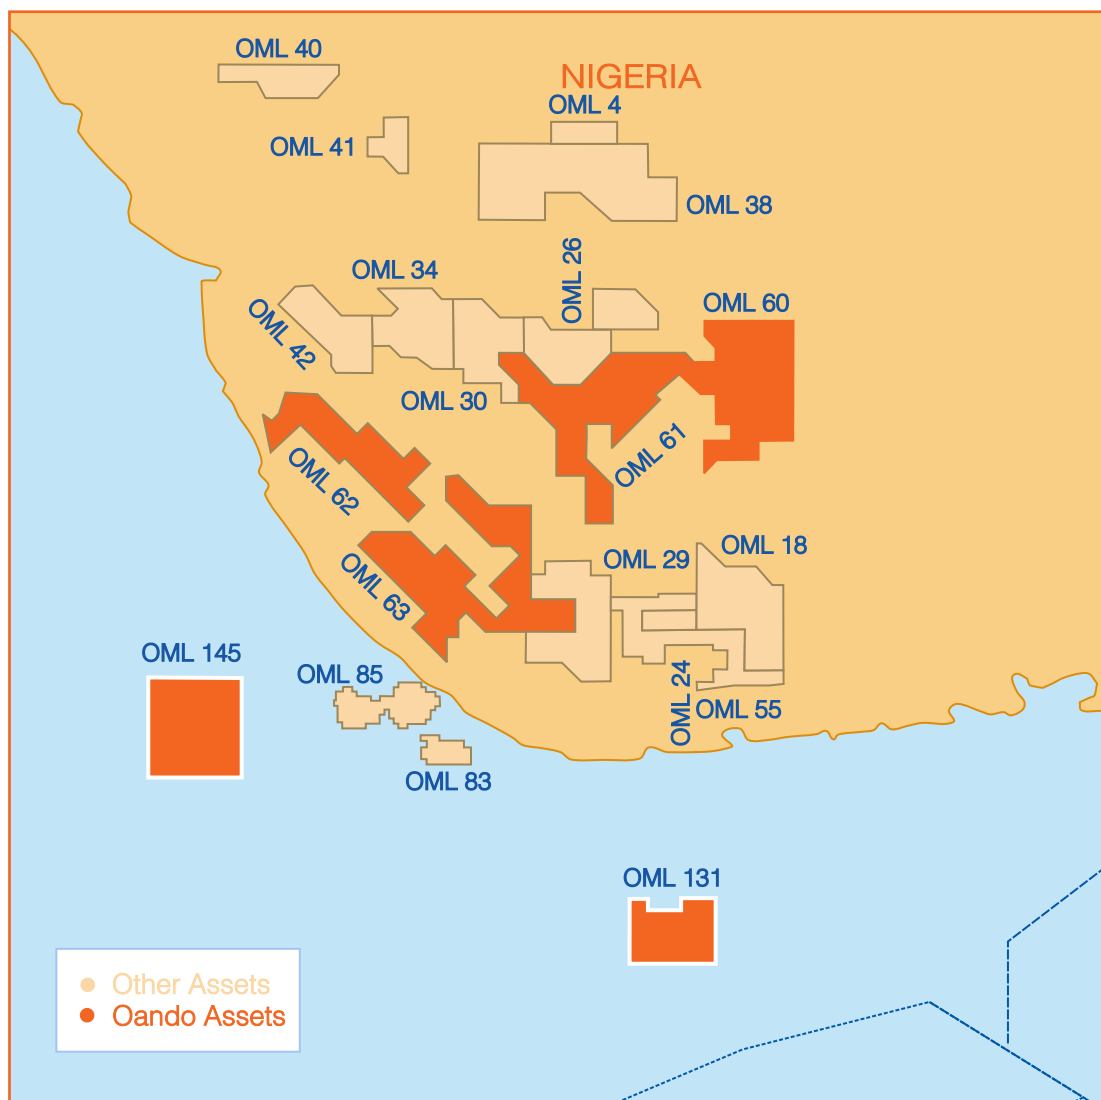 OML 40
NIGERIA
OML 4
OML 41
OML 38
OML 26
OML 34
OML 60
OML 42
OML 30
OML 61
OML 62
OML 29
OML 18
OML 63
OML 145
OML 85
OML 24
OML 55
OML 83
OML 131
Other Assets
Oando Assets